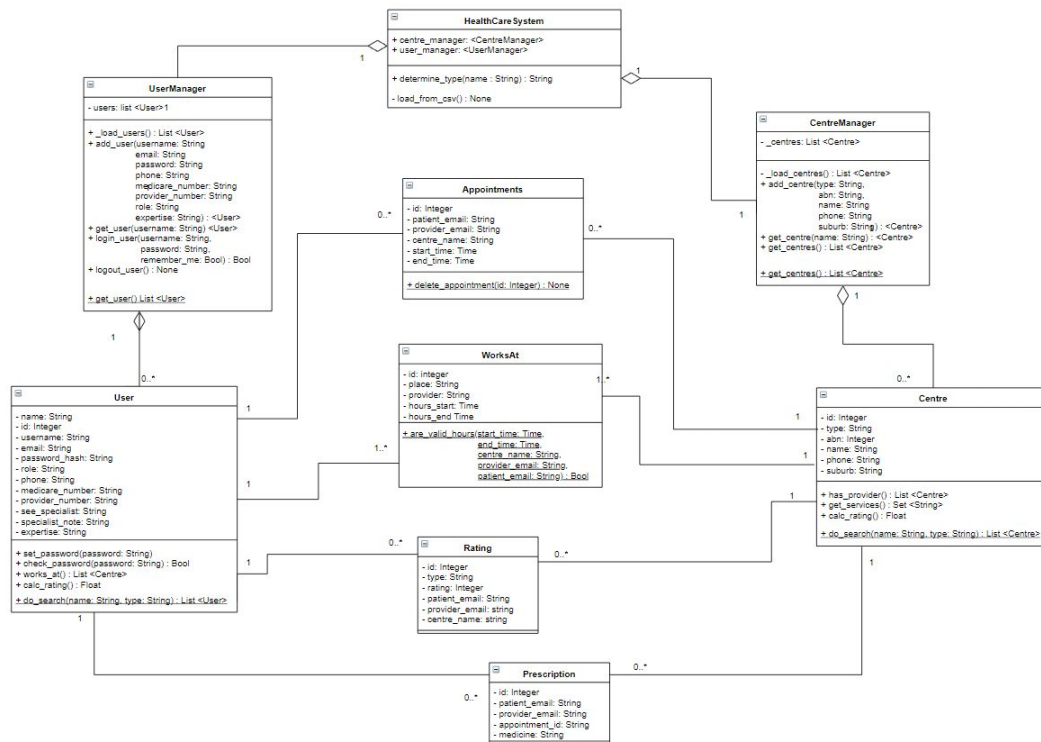 HealthCareSystem
+ centre_manager: <CentreManager>
+ user_manager: <UserManager>
+ determine_type(name : String) : String
- load_from_csv() : None
1
1
UserManager
- users: list <User>1
+ _load_users() : List <User>
+ add_user(username: String
email: String
password: String
phone: String
medicare_number: String
provider_number: String
role: String
expertise: String) : <User>
+ get_user(username: String) <User>
+ login_user(username: String,
password: String,
remember_me: Bool) : Bool
+ logout_user() : None
+ get_user() List <User>
1
0..*
CentreManager
- _centres: List <Centre>
- _load_centres() : List <Centre>
+ add_centre(type: String,
abn: String,
name: String
phone: String
suburb: String) : <Centre>
+ get_centre(name: String) : <Centre>
+ get_centres() : List <Centre>
+ get_centres() : List <Centre>
1
1
0..*
Appointments
- id: Integer
- patient_email: String
- provider_email: String
- centre_name: String
- start_time: Time
- end_time: Time
+ delete_appointment(id: Integer) : None
0..*
0..*
WorksAt
- id: integer
- place: String
- provider: String
- hours_start: Time
- hours_end Time
+ are_valid_hours(start_time: Time,
end_time: Time,
centre_name: String,
provider_email: String,
patient_email: String) : Bool
1..*
1..*
User
- name: String
- id: Integer
- username: String
- email: String
- password_hash: String
- role: String
- phone: String
- medicare_number: String
- provider_number: String
- see_specialist: String
- specialist_note: String
- expertise: String
+ set_password(password: String)
+ check_password(password: String) : Bool
+ works_at() : List <Centre>
+ calc_rating() : Float
+ do_search(name: String, type: String) : List <User>
1
1
1
1
Centre
- id: Integer
- type: String
- abn: Integer
- name: String
- phone: String
- suburb: String
+ has_provider() : List <Centre>
+ get_services() : Set <String>
+ calc_rating() : Float
+ do_search(name: String, type: String) : List <Centre>
1
1
1
1
Rating
- id: Integer
- type: String
- rating: Integer
- patient_email: String
- provider_email: string
- centre_name: string
0..*
0..*
Prescription
- id: Integer
- patient_email: String
- provider_email: String
- appointment_id: String
- medicine: String
0..*
0..*